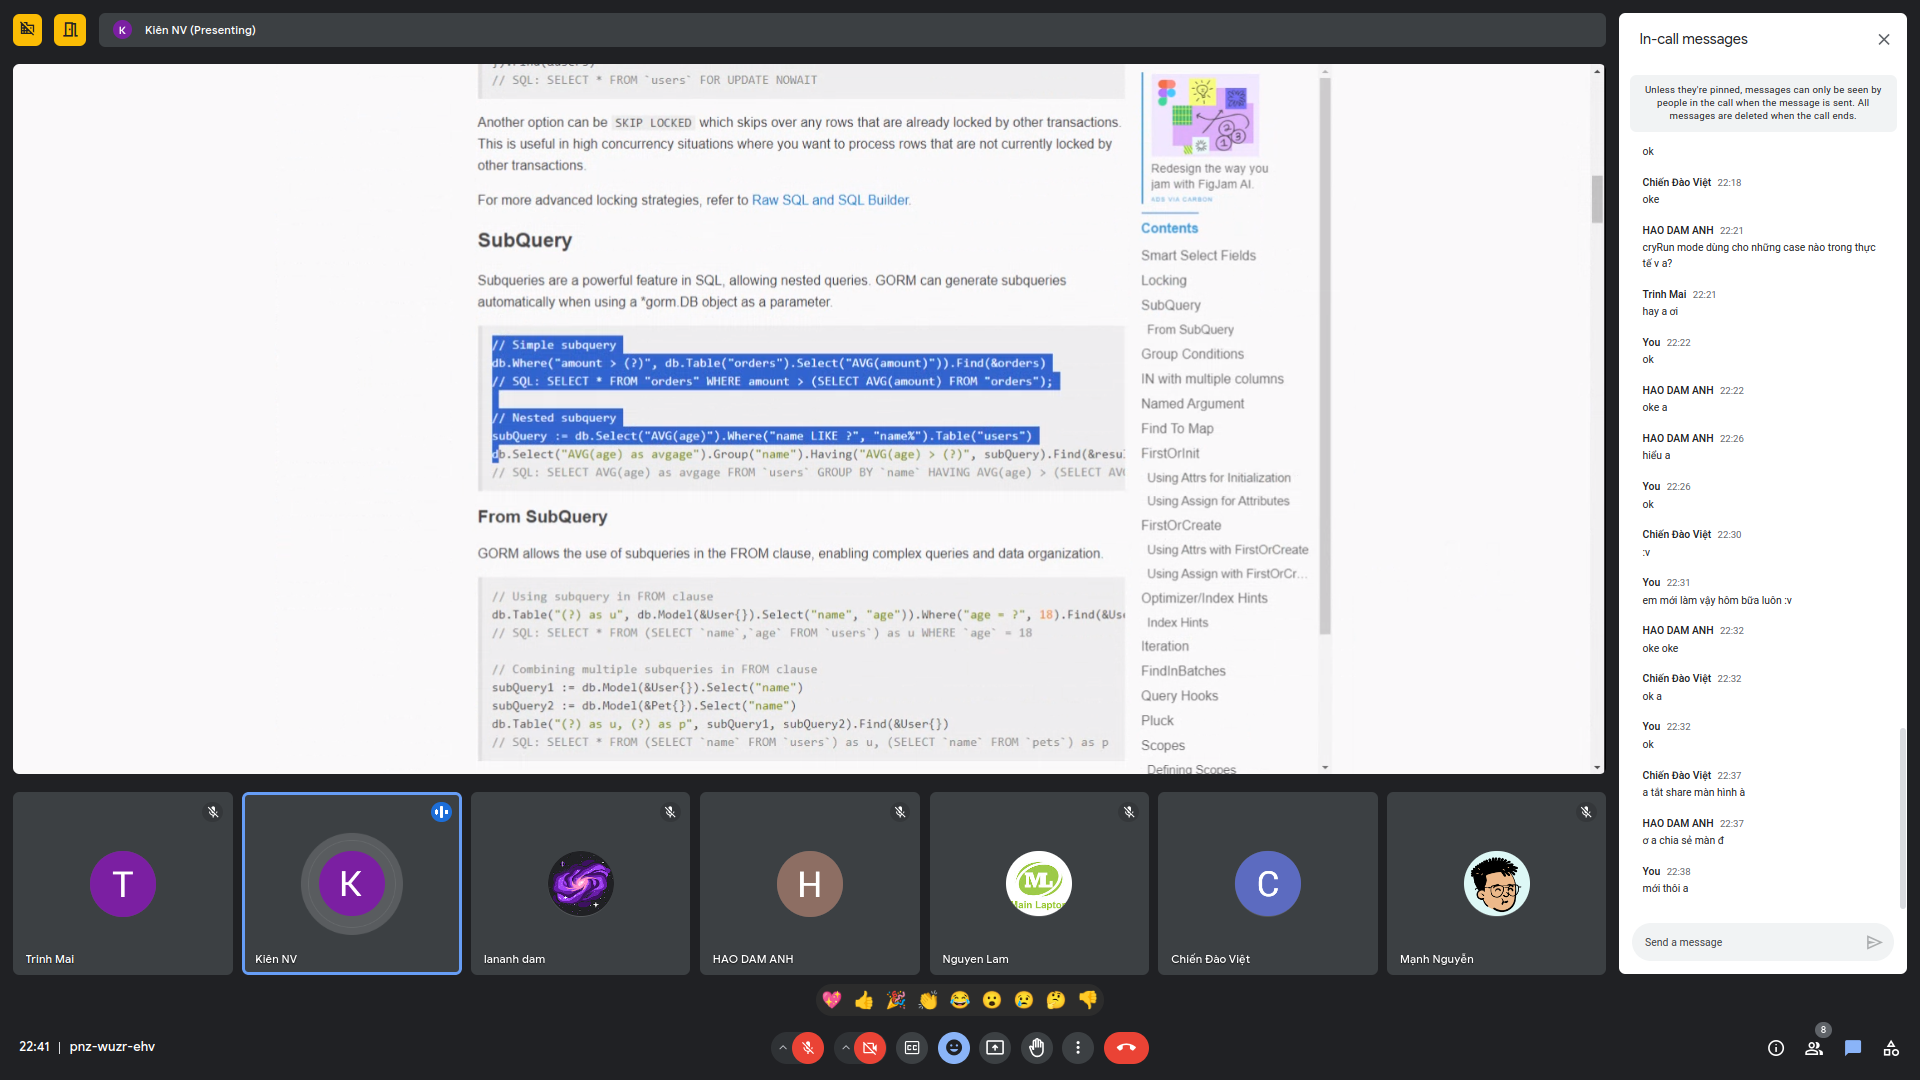 K Kiên NV (Presenting)
// SQL: SELECT * FROM `users` FOR UPDATE NOWAIT
Another option can be SKIP LOCKED which skips over any rows that are already locked by other transactions.
This is useful in high concurrency situations where you want to process rows that are not currently locked by
other transactions.
For more advanced locking strategies, refer to Raw SQL and SQL Builder.
SubQuery
Subqueries are a powerful feature in SQL, allowing nested queries. GORM can generate subqueries
automatically when using a *gorm.DB object as a parameter.
// Simple subquery
db.Where("amount > (?)", db.Table("orders").Select("AVG(amount)")).Find(&orders)
// SQL: SELECT * FROM "orders" WHERE amount > (SELECT AVG(amount) FROM "orders");
// Nested subquery
subQuery := db.Select("AVG(age)").Where("name LIKE ?", "name%").Table("users")
db.Select("AVG(age) as avgage").Group("name").Having("AVG(age) > (?)", subQuery).Find(&resu
// SQL: SELECT AVG(age) as avgage FROM `users` GROUP BY `name` HAVING AVG(age) > (SELECT AVG
From SubQuery
GORM allows the use of subqueries in the FROM clause, enabling complex queries and data organization.
// Using subquery in FROM clause
db.Table("(?) as u", db.Model(&User{}).Select("name", "age")).Where("age = ?", 18).Find(&Use
// SQL: SELECT * FROM (SELECT `name`,`age` FROM `users`) as u WHERE `age` = 18
// Combining multiple subqueries in FROM clause
subQuery1 := db.Model(&User{}).Select("name")
subQuery2 := db.Model(&Pet{}).Select("name")
db.Table("(?) as u, (?) as p", subQuery1, subQuery2).Find(&User{})
// SQL: SELECT * FROM (SELECT `name` FROM `users`) as u, (SELECT `name` FROM `pets`) as p
Redesign the way you
jam with FigJam AI.
ADS VIA CARBON
Contents
Smart Select Fields
Locking
SubQuery
From SubQuery
Group Conditions
IN with multiple columns
Named Argument
Find To Map
FirstOrInit
Using Attrs for Initialization
Using Assign for Attributes
FirstOrCreate
Using Attrs with FirstOrCreate
Using Assign with FirstOrCr...
Optimizer/Index Hints
Index Hints
Iteration
FindInBatches
Query Hooks
Pluck
Scopes
Defining Scopes
In-call messages
Unless they're pinned, messages can only be seen by
people in the call when the message is sent. All
messages are deleted when the call ends.
ok
Chiến Đào Việt 22:18
oke
HAO DAM ANH 22:21
cryRun mode dùng cho những case nào trong thực
tế v a?
Trinh Mai 22:21
hay a ơi
You 22:22
ok
HAO DAM ANH 22:22
oke a
HAO DAM ANH 22:26
hiểu a
You 22:26
ok
Chiến Đào Việt 22:30
:v
You 22:31
em mới làm vậy hôm bữa luôn :v
HAO DAM ANH 22:32
oke oke
Chiến Đào Việt 22:32
ok a
You 22:32
ok
Chiến Đào Việt 22:37
a tắt share màn hình à
HAO DAM ANH 22:37
ơ a chia sẻ màn đ
You 22:38
mới thôi a
Send a message
T
Trinh Mai
K
Kiên NV
lananh dam
H
HAO DAM ANH
ML
Main Laptop
Nguyen Lam
C
Chiến Đào Việt
Mạnh Nguyễn
22:41 | pnz-wuzr-ehv
CC
8